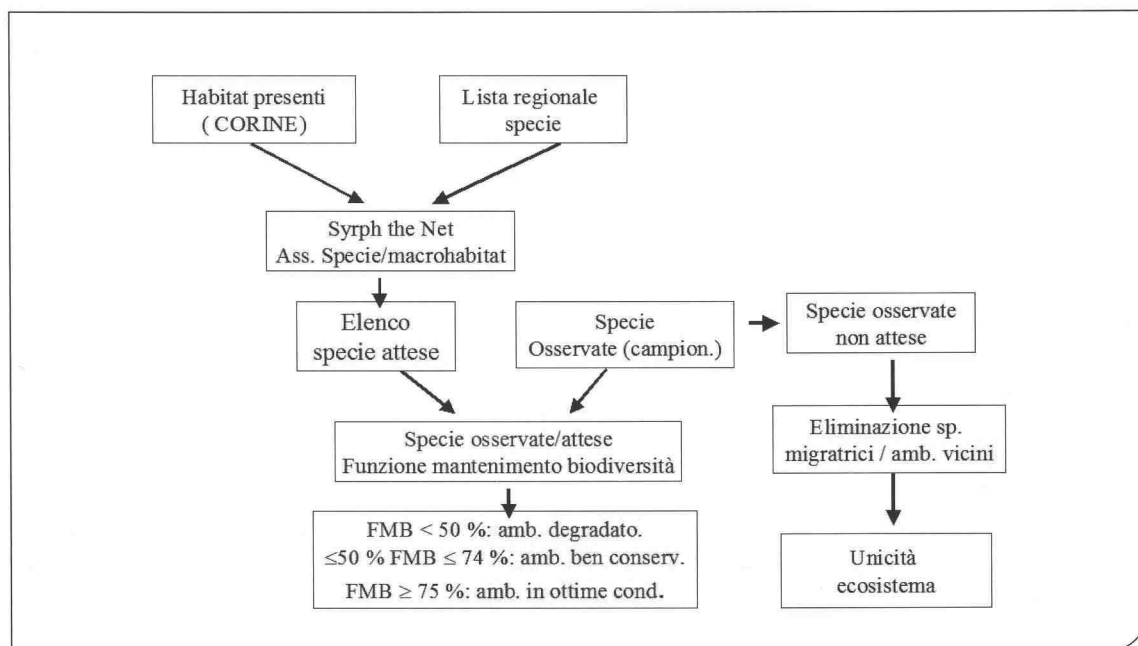 Habitat presenti
( CORINE)
Lista regionale
specie
Syrph the Net
Ass. Specie/macrohabitat
Elenco
specie attese
Specie
Osservate (campion.)
Specie osservate
non attese
Specie osservate/attese
Funzione mantenimento biodiversità
Eliminazione sp.
migratrici / amb. vicini
FMB < 50 %: amb. degradato.
≤50 % FMB ≤ 74 %: amb. ben conserv.
FMB ≥ 75 %: amb. in ottime cond.
Unicità
ecosistema